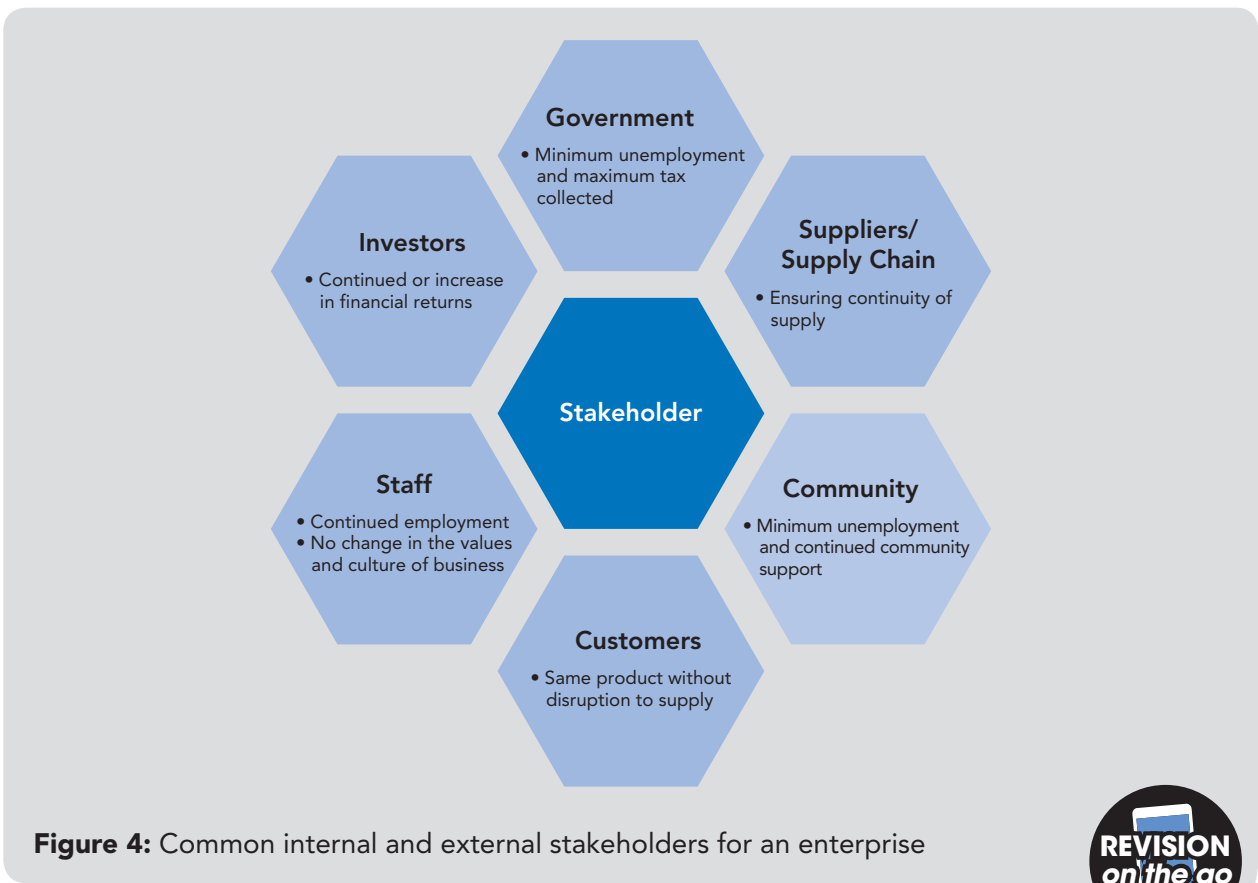 Government
• Minimum unemployment
and maximum tax
collected
Investors
• Continued or increase
in financial returns
Suppliers/
Supply Chain
• Ensuring continuity of
supply
Stakeholder
Staff
• Continued employment
• No change in the values
and culture of business
Community
• Minimum unemployment
and continued community
support
Customers
• Same product without
disruption to supply
Figure 4: Common internal and external stakeholders for an enterprise
REVISION
on the go